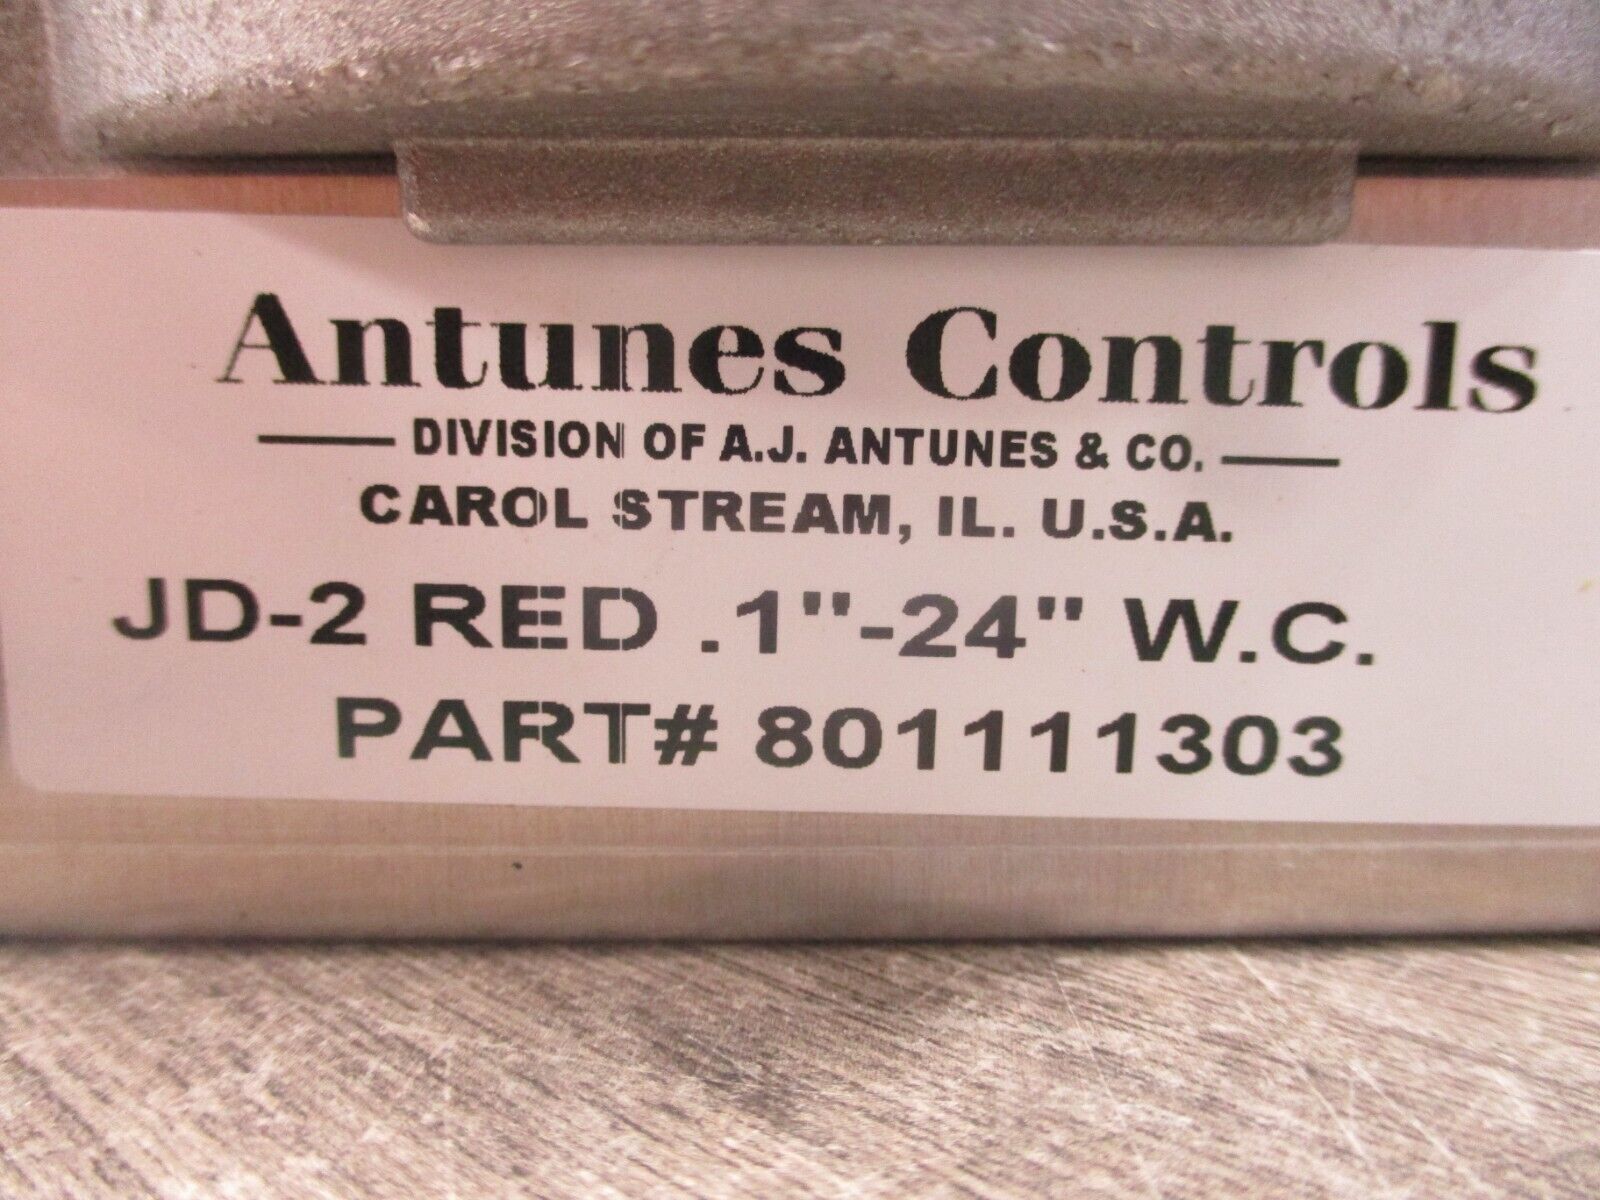 Antunes Controls
DIVISION OF A.J. ANTUNES & CO.
CAROL STREAM, IL. U.S.A.
JD-2 RED .1"-24" W.C.
PART# 801111303